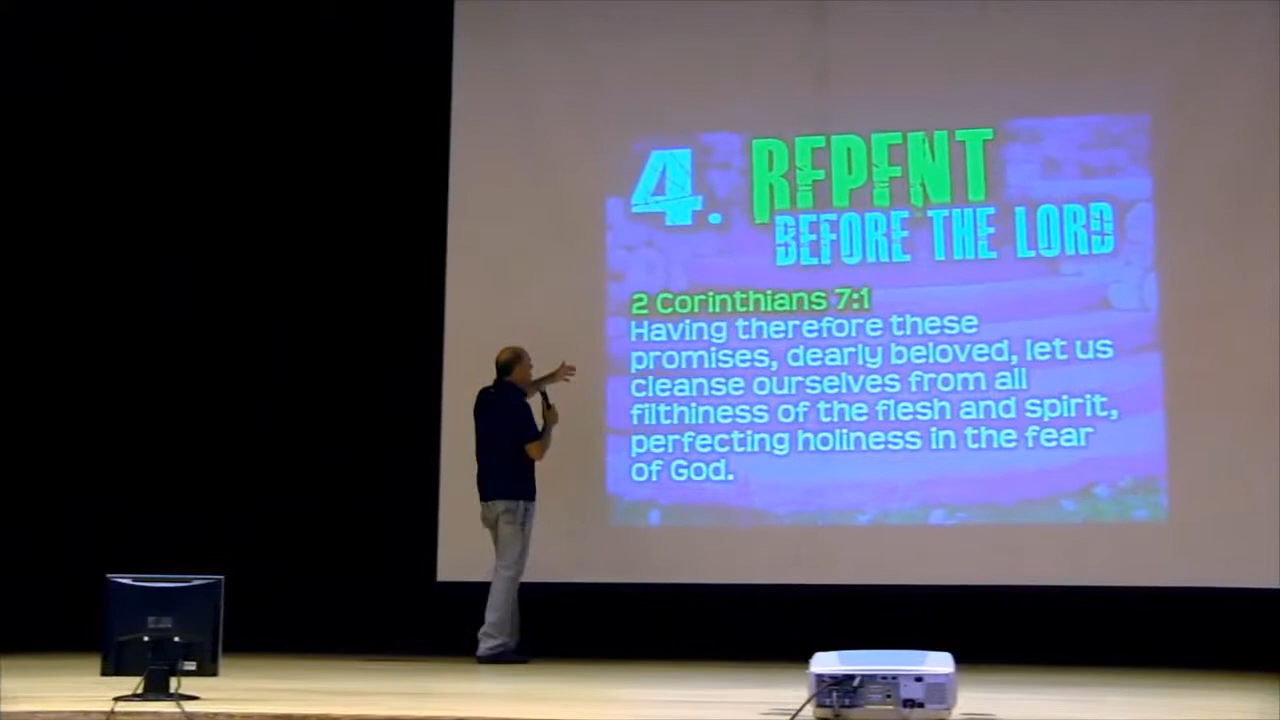 4. REPENT
BEFORE THE LORD
2 Corinthians 7:1
Having therefore these
promises, dearly beloved, let us
cleanse ourselves from all
filthiness of the flesh and spirit,
perfecting holiness in the fear
of God.